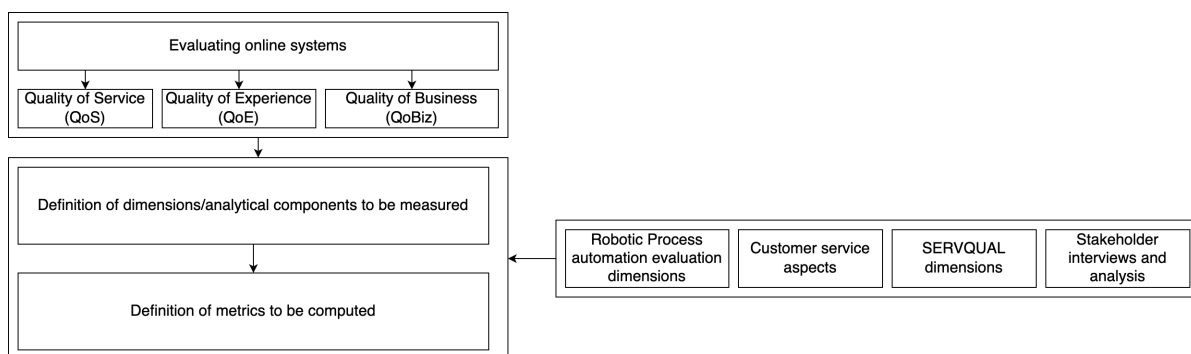 Evaluating online systems
Quality of Service
(QoS)
Quality of Experience
(QoE)
Quality of Business
(QoBiz)
Definition of dimensions/analytical components to be measured
Definition of metrics to be computed
Robotic Process
automation evaluation
dimensions
Customer service
aspects
SERVQUAL
dimensions
Stakeholder
interviews and
analysis